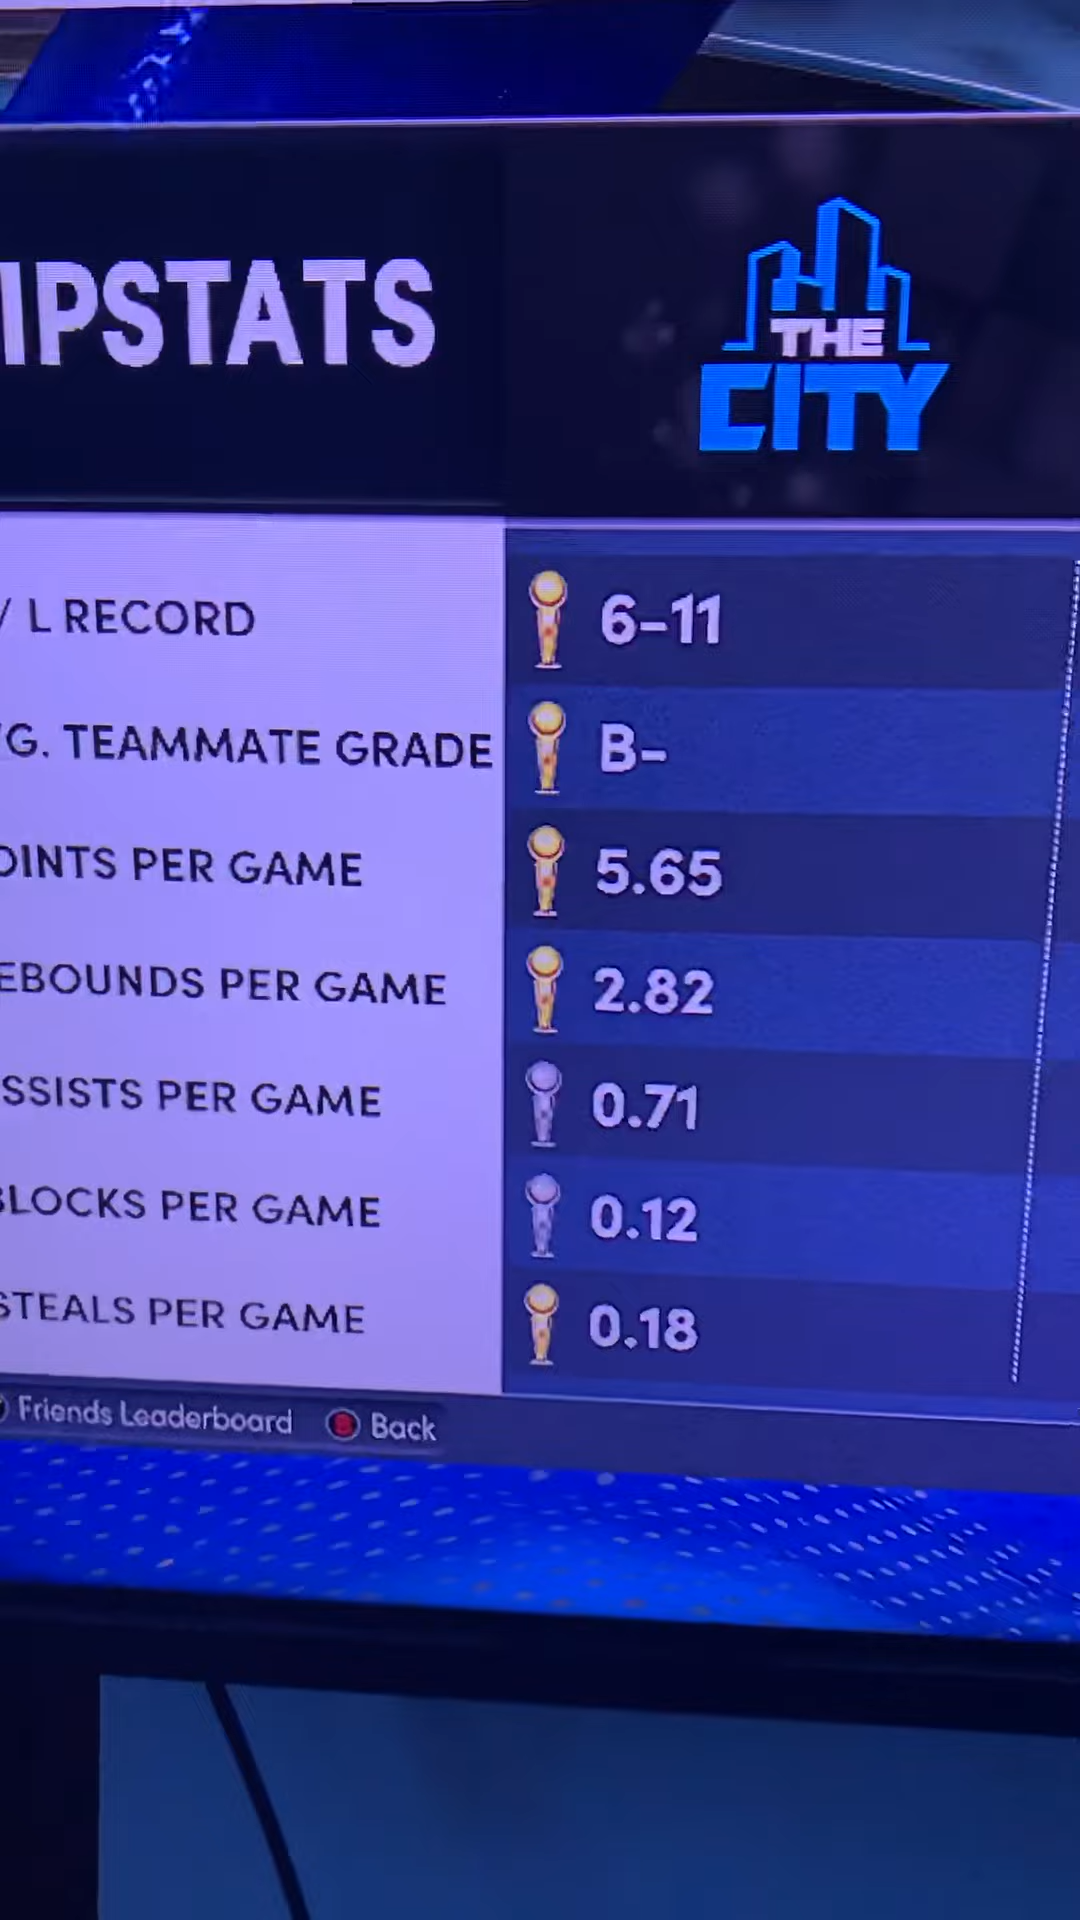 IPSTATS
THE
CITY
/ L RECORD
6-11
G. TEAMMATE GRADE
B-
OINTS PER GAME
5.65
EBOUNDS PER GAME
2.82
SSISTS PER GAME
0.71
BLOCKS PER GAME
0.12
STEALS PER GAME
0.18
Friends Leaderboard
B Back